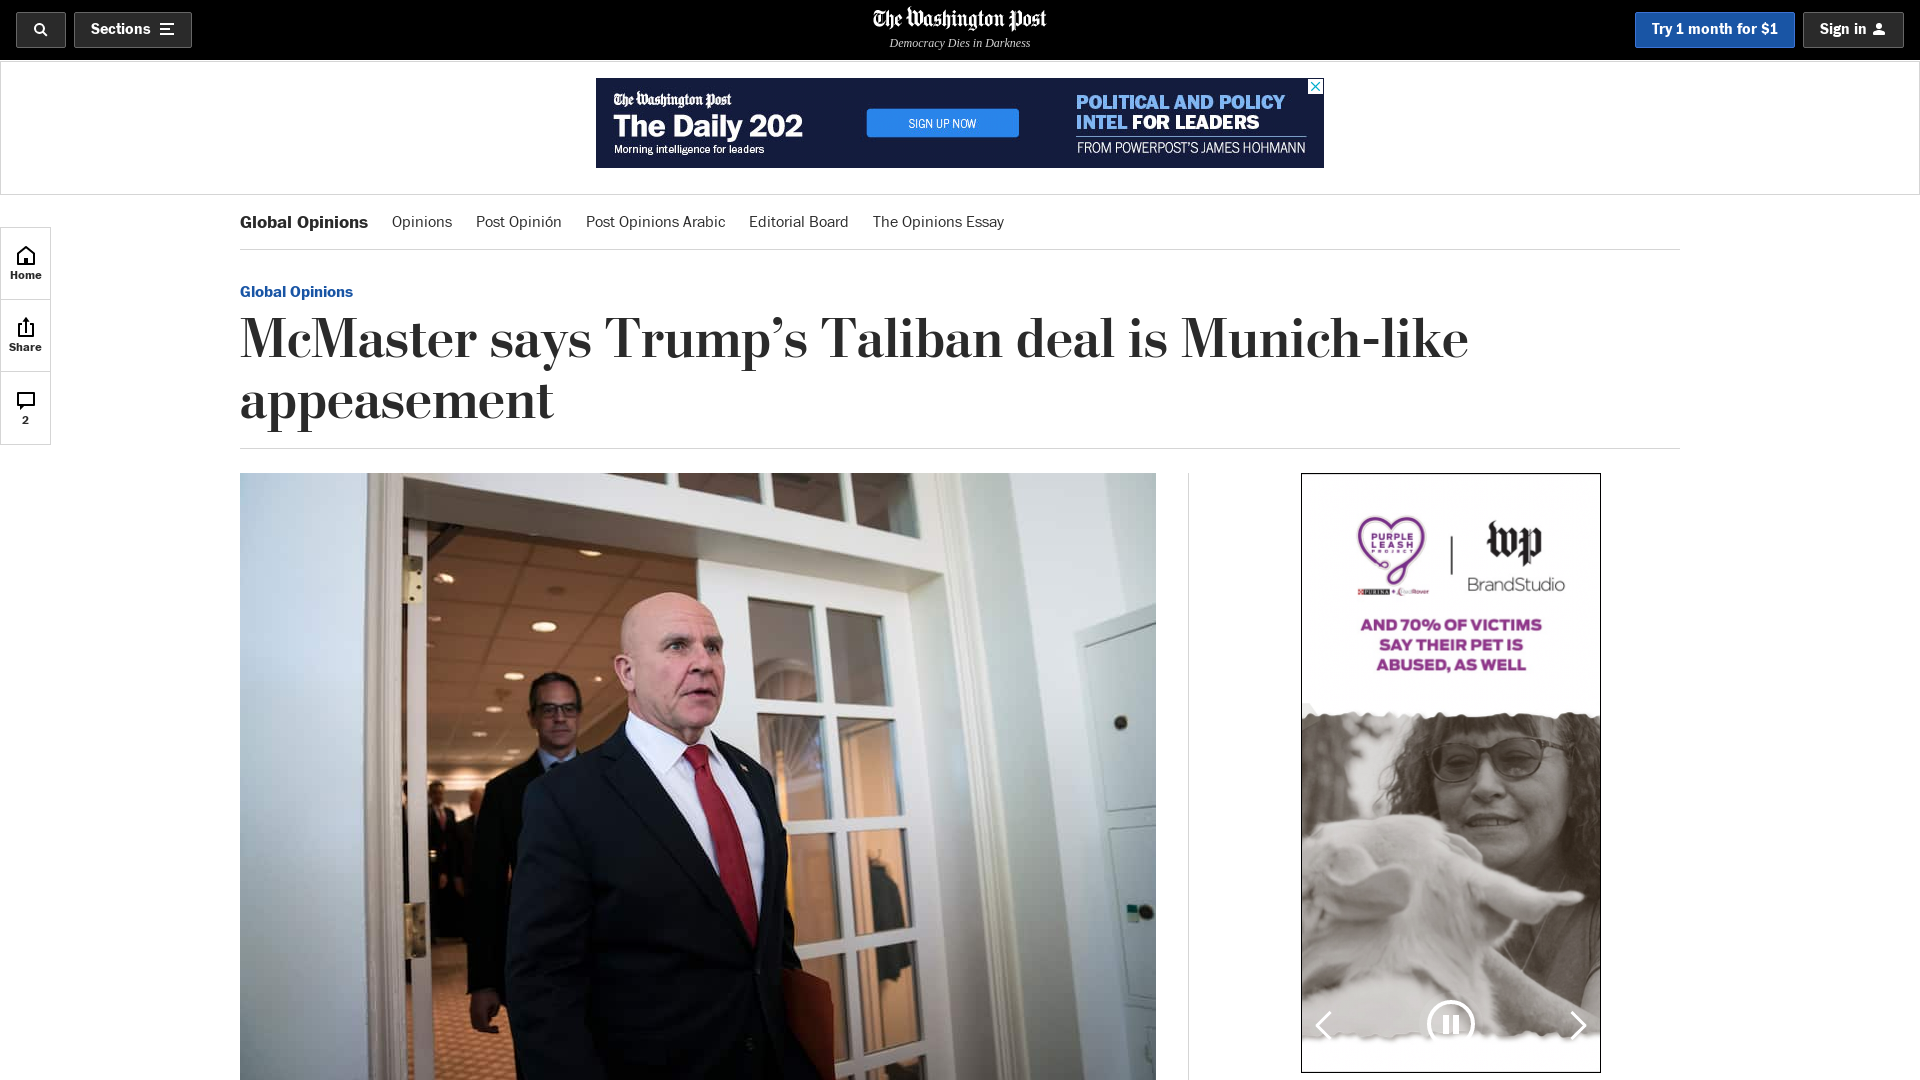 Sections
The Washington Post
Democracy Dies in Darkness
Try 1 month for $1
Sign in
The Washington Post
The Daily 202
Morning intelligence for leaders
SIGN UP NOW
POLITICAL AND POLICY
INTEL FOR LEADERS
FROM POWERPOST'S JAMES HOHMANN
Global Opinions
Opinions
Post Opinión
Post Opinions Arabic
Editorial Board
The Opinions Essay
Home
Share
2
Global Opinions
McMaster says Trump’s Taliban deal is Munich-like
appeasement
PURPLE
LEASH
PROJECT
PURINA
wp
BrandStudio
AND 70% OF VICTIMS
SAY THEIR PET IS
ABUSED, AS WELL